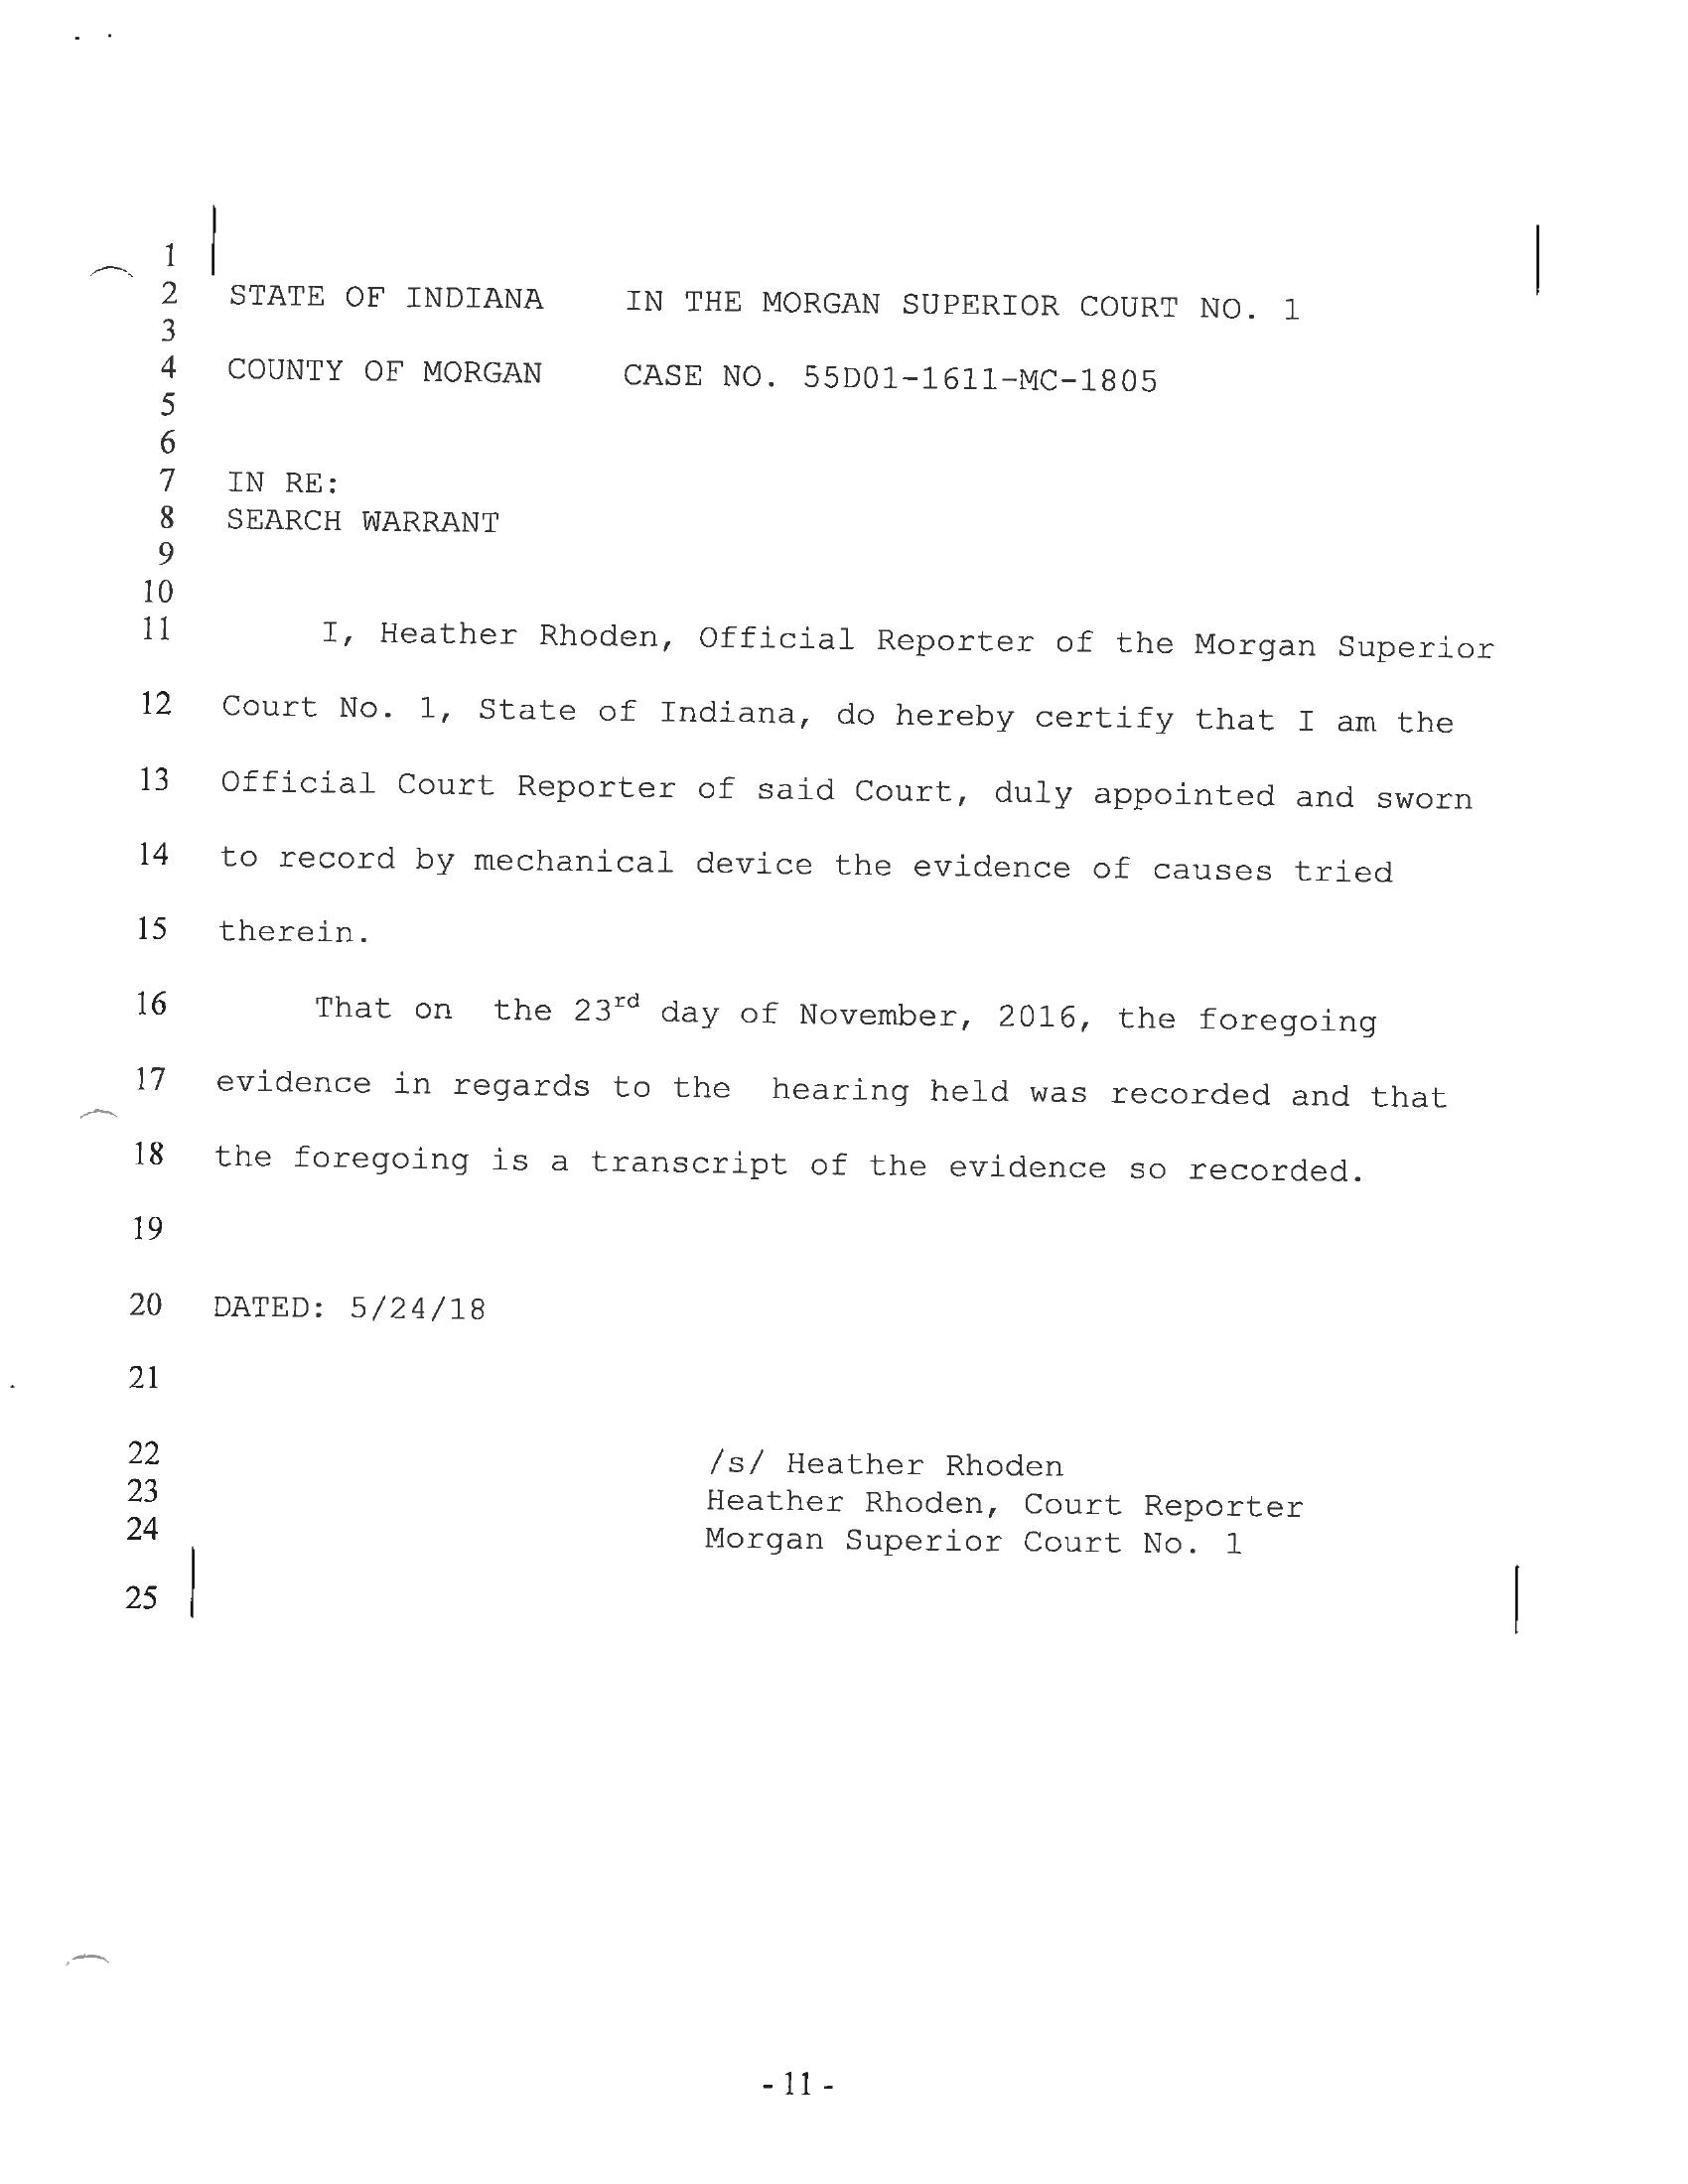 1
2 STATE OF INDIANA IN THE MORGAN SUPERIOR COURT NO. 1
3
4 COUNTY OF MORGAN CASE NO. 55D01-1611-MC-1805
5
6
7 IN RE:
8 SEARCH WARRANT
9
10
11 I, Heather Rhoden, Official Reporter of the Morgan Superior
12 Court No. 1, State of Indiana, do hereby certify that I am the
13 Official Court Reporter of said Court, duly appointed and sworn
14 to record by mechanical device the evidence of causes tried
15 therein.
16 That on the 23rd day of November, 2016, the foregoing
17 evidence in regards to the hearing held was recorded and that
18 the foregoing is a transcript of the evidence so recorded.
19
20 DATED: 5/24/18
21
22 /s/ Heather Rhoden
23 Heather Rhoden, Court Reporter
24 Morgan Superior Court No. 1
25
- 11 -